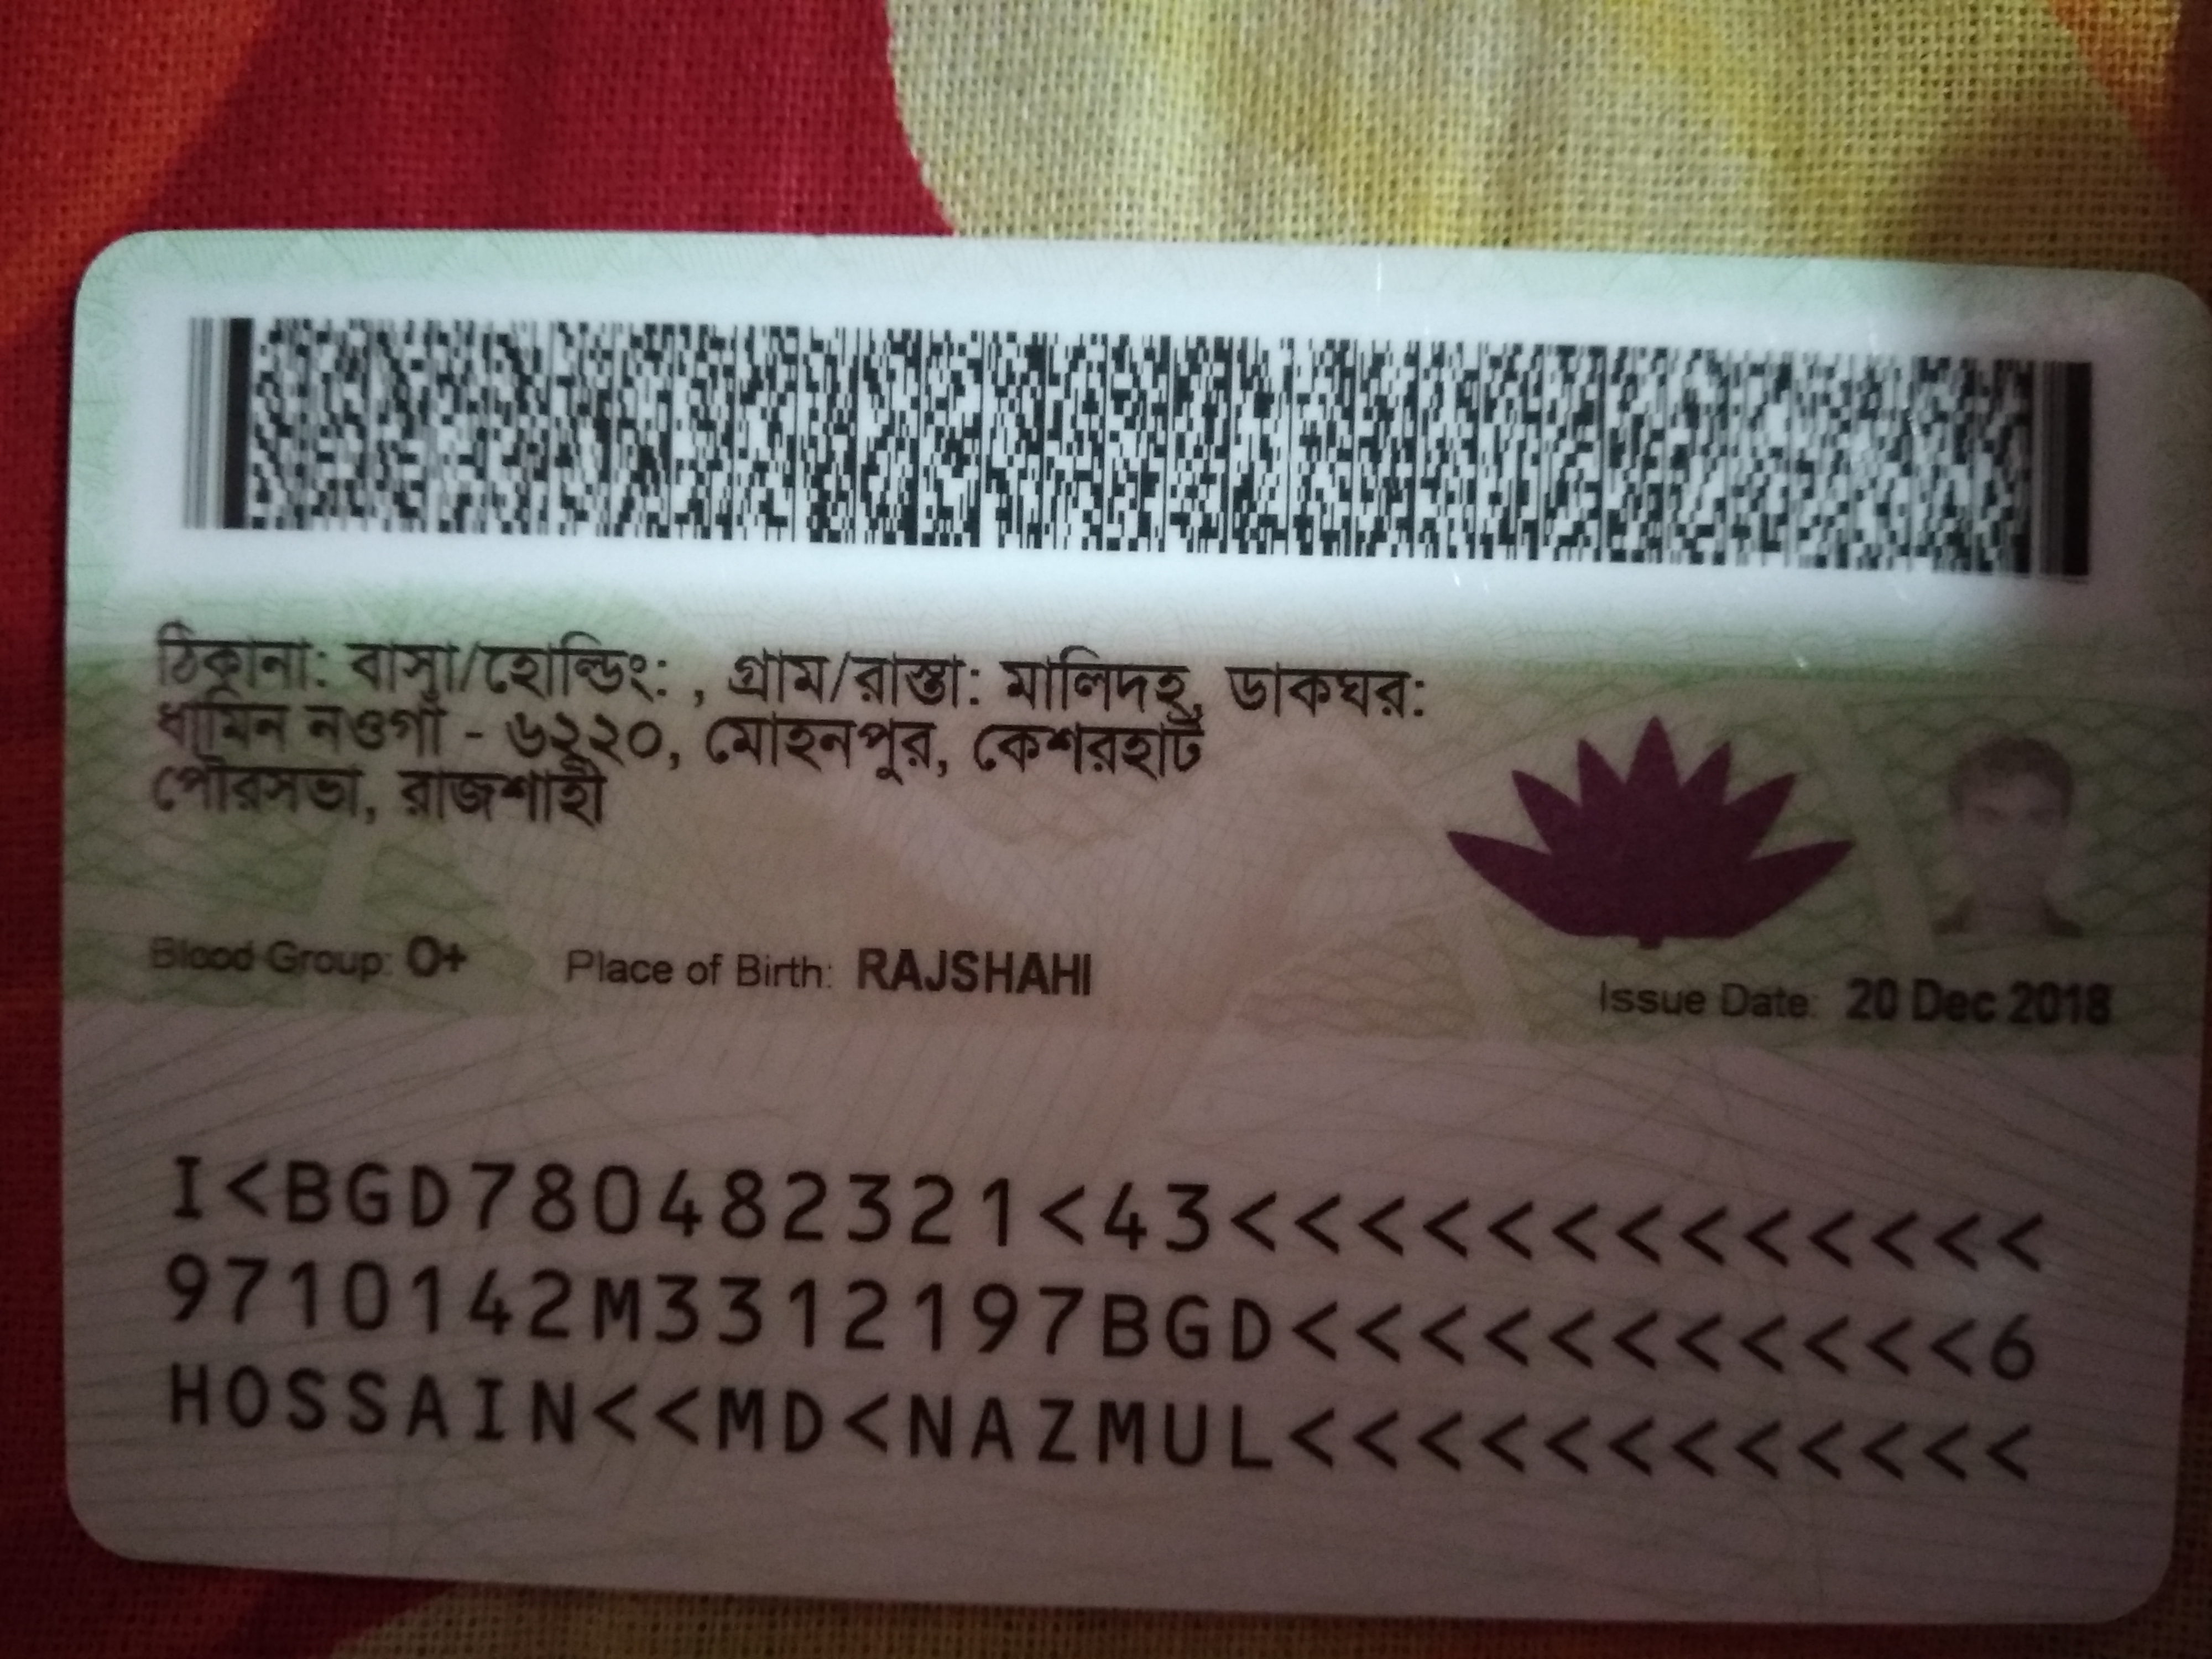 ঠিকানা: বাসা/হোল্ডিং: , গ্রাম/রাস্তা: মালিদহ, ডাকঘর:
ধামিন নওগাঁ - ৬২২০, মোহনপুর, কেশরহাট
পৌরসভা, রাজশাহী
Blood Group: O+ Place of Birth: RAJSHAHI
Issue Date: 20 Dec 2018
I<BGD780482321<43<<<<<<<<<<<<<
9710142M3312197BGD<<<<<<<<<<<6
HOSSAIN<<MD<NAZMUL<<<<<<<<<<<<